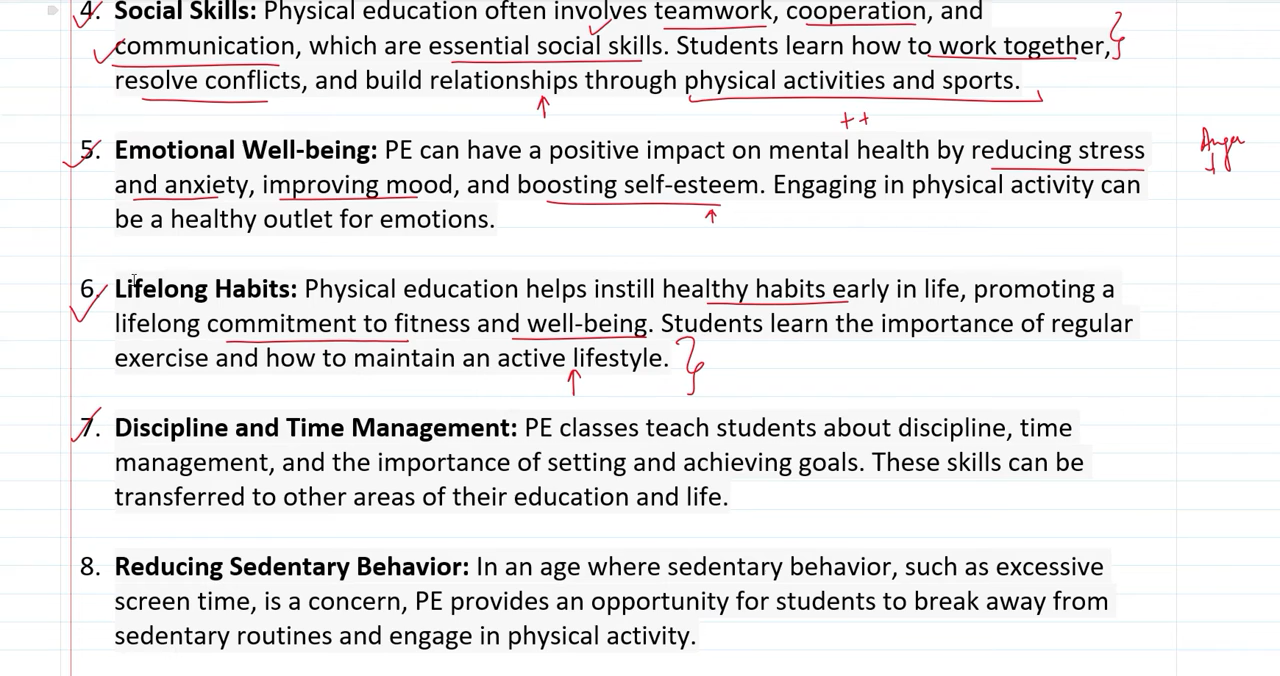 4. Social Skills: Physical education often involves teamwork, cooperation, and
communication, which are essential social skills. Students learn how to work together,
resolve conflicts, and build relationships through physical activities and sports.
++
5. Emotional Well-being: PE can have a positive impact on mental health by reducing stress
Anger
and anxiety, improving mood, and boosting self-esteem. Engaging in physical activity can
be a healthy outlet for emotions.
6. Lifelong Habits: Physical education helps instill healthy habits early in life, promoting a
lifelong commitment to fitness and well-being. Students learn the importance of regular
exercise and how to maintain an active lifestyle.
7. Discipline and Time Management: PE classes teach students about discipline, time
management, and the importance of setting and achieving goals. These skills can be
transferred to other areas of their education and life.
8. Reducing Sedentary Behavior: In an age where sedentary behavior, such as excessive
screen time, is a concern, PE provides an opportunity for students to break away from
sedentary routines and engage in physical activity.